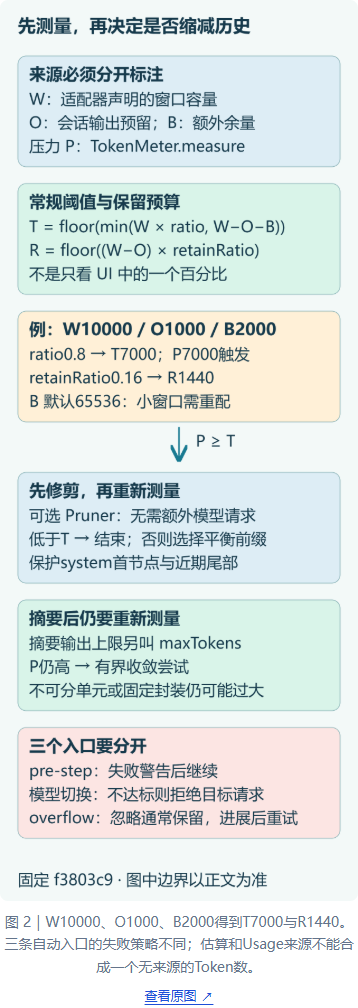 先测量，再决定是否缩减历史
来源必须分开标注
W：适配器声明的窗口容量
O：会话输出预留；B：额外余量
压力 P：TokenMeter.measure
常规阈值与保留预算
T = floor(min(W × ratio, W−O−B))
R = floor((W−O) × retainRatio)
不是只看 UI 中的一个百分比
例：W10000 / O1000 / B2000
ratio0.8 → T7000；P7000触发
retainRatio0.16 → R1440
B 默认65536：小窗口需重配
P ≥ T
先修剪，再重新测量
可选 Pruner：无需额外模型请求
低于T → 结束；否则选择平衡前缀
保护system首节点与近期尾部
摘要后仍要重新测量
摘要输出上限另叫 maxTokens
P仍高 → 有界收敛尝试
不可分单元或固定封装仍可能过大
三个入口要分开
pre-step：失败警告后继续
模型切换：不达标则拒绝目标请求
overflow：忽略通常保留，进展后重试
固定 f3803c9 · 图中边界以正文为准
图 2｜W10000、O1000、B2000得到T7000与R1440。
三条自动入口的失败策略不同；估算和Usage来源不能合
成一个无来源的Token数。
查看原图 ↗